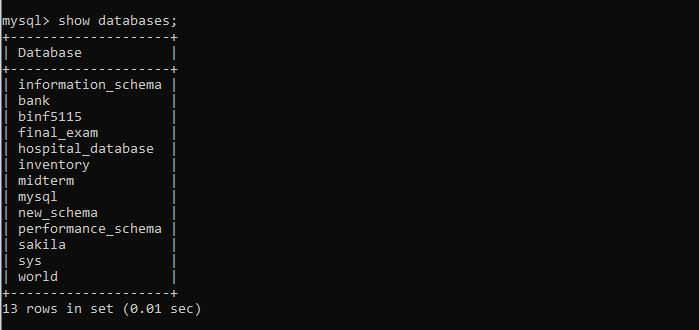 mysql> show databases;
+--------------------+
| Database           |
+--------------------+
| information_schema |
| bank               |
| binf5115           |
| final_exam         |
| hospital_database  |
| inventory          |
| midterm            |
| mysql              |
| new_schema         |
| performance_schema |
| sakila             |
| sys                |
| world              |
+--------------------+
13 rows in set (0.01 sec)